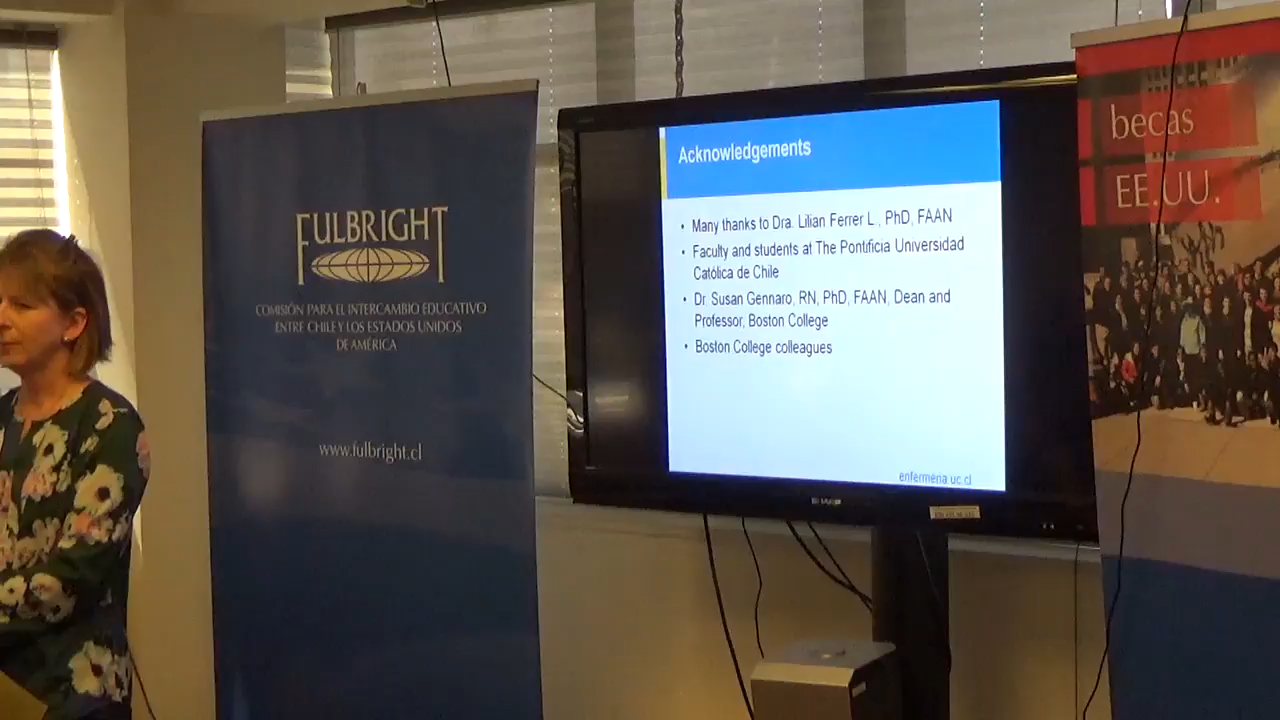 FULBRIGHT
COMISIÓN PARA EL INTERCAMBIO EDUCATIVO
ENTRE CHILE Y LOS ESTADOS UNIDOS
DE AMÉRICA
www.fulbright.cl
Acknowledgements
• Many thanks to Dra. Lilian Ferrer L., PhD, FAAN
• Faculty and students at The Pontificia Universidad
Católica de Chile
• Dr Susan Gennaro, RN, PhD, FAAN, Dean and
Professor, Boston College
• Boston College colleagues
enfermeria.uc.cl
SHARP
becas
EE.UU.